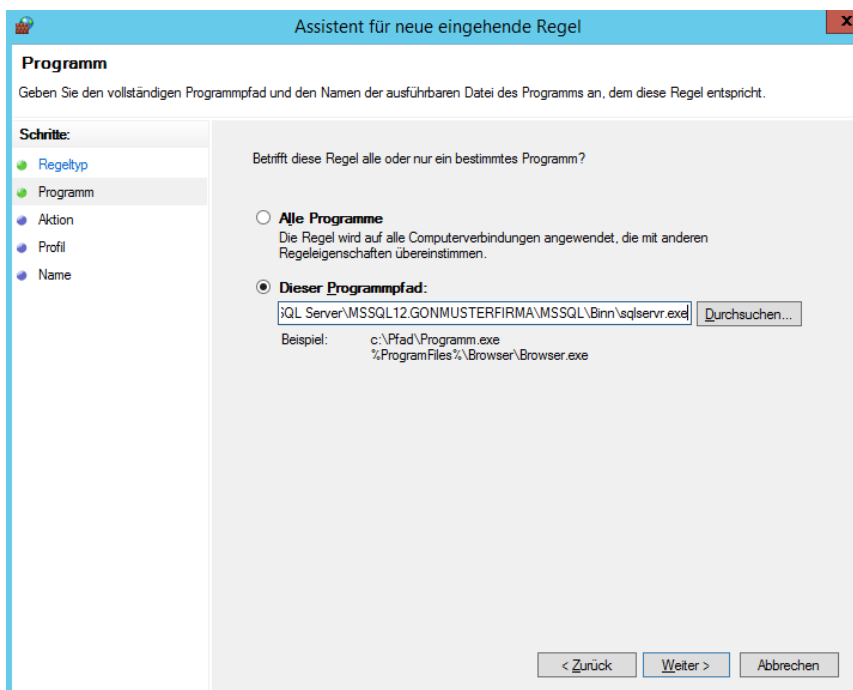 Assistent für neue eingehende Regel
x
Programm
Geben Sie den vollständigen Programmpfad und den Namen der ausführbaren Datei des Programms an, dem diese Regel entspricht.
Schritte:
Regeltyp
Programm
Aktion
Profil
Name
Betrifft diese Regel alle oder nur ein bestimmtes Programm?
Alle Programme
Die Regel wird auf alle Computerverbindungen angewendet, die mit anderen
Regeleigenschaften übereinstimmen.
Dieser Programmpfad:
SQL Server\MSSQL12.GONMUSTERFIRMA\MSSQL\Binn\sqlservr.exe
Durchsuchen...
Beispiel: c:\Pfad\Programm.exe
%ProgramFiles%\Browser\Browser.exe
< Zurück
Weiter >
Abbrechen